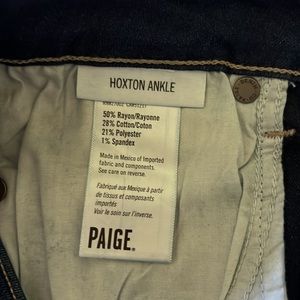 HOXTON ANKLE
50% Rayon/Rayonne
28% Cotton/Coton
21% Polyester
1% Spandex
Made in Mexico of Imported
fabric and components.
See care on reverse.
Fabriqué aux Mexique à partir
de tissus et composants
importés
Voir le soin sur l'inverse.
PAIGE®